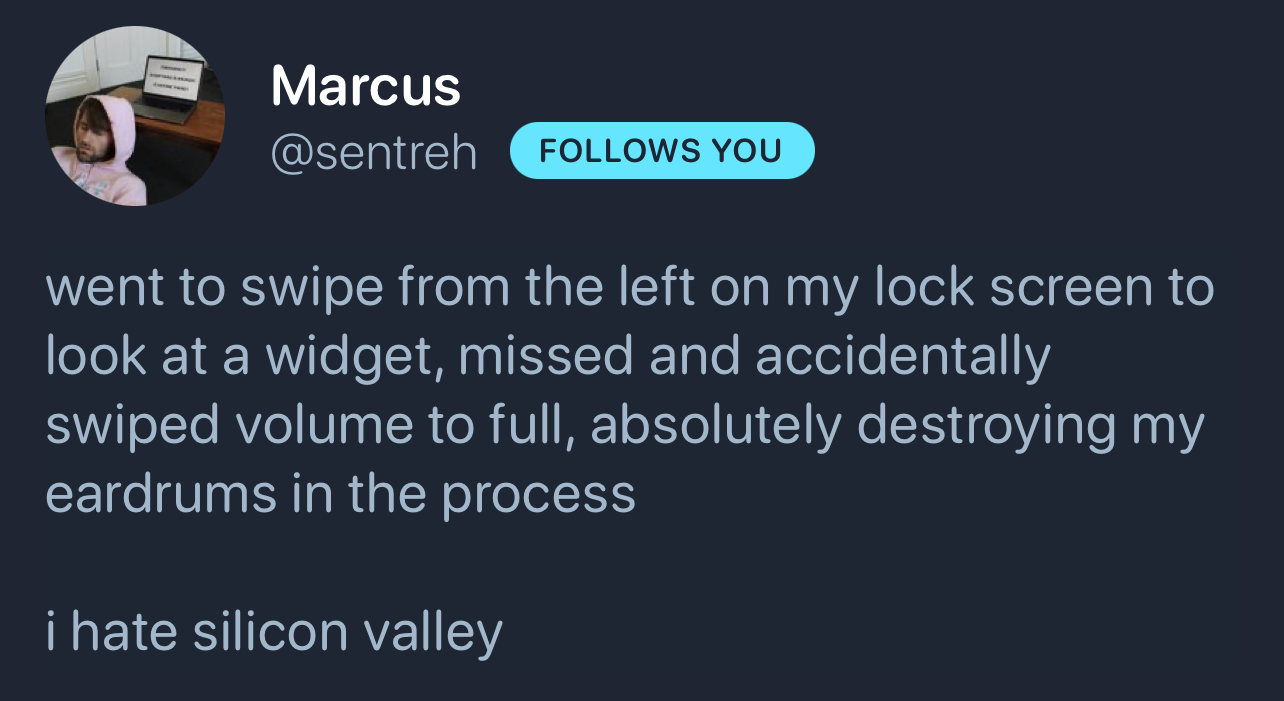 Marcus
@sentreh FOLLOWS YOU
went to swipe from the left on my lock screen to
look at a widget, missed and accidentally
swiped volume to full, absolutely destroying my
eardrums in the process
i hate silicon valley